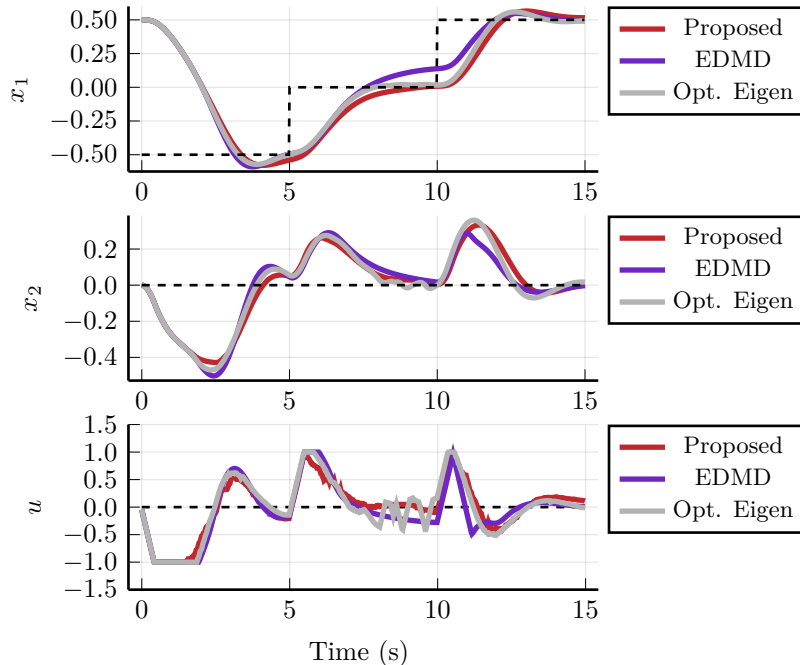 0.50
0.25
0.00
−0.25
−0.50
x1
0 5 10 15
Proposed
EDMD
Opt. Eigen
0.2
0.0
−0.2
−0.4
x2
0 5 10 15
Proposed
EDMD
Opt. Eigen
1.5
1.0
0.5
0.0
−0.5
−1.0
−1.5
u
0 5 10 15
Proposed
EDMD
Opt. Eigen
Time (s)